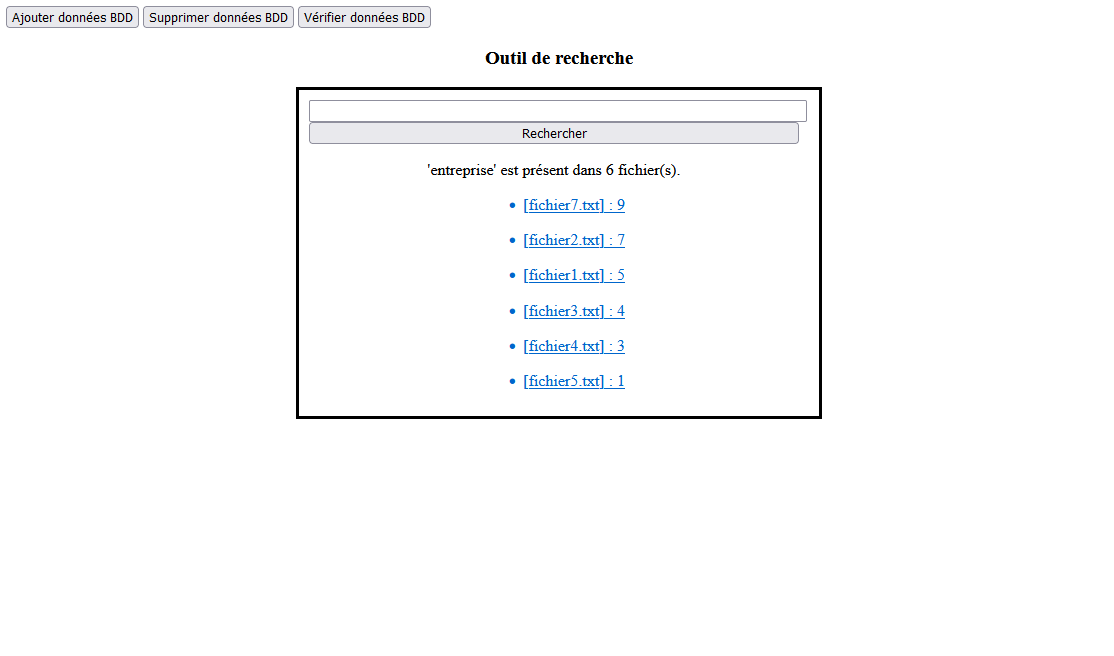 Ajouter données BDD Supprimer données BDD Vérifier données BDD
Outil de recherche
Rechercher
'entreprise' est présent dans 6 fichier(s).
• [fichier7.txt] : 9
• [fichier2.txt] : 7
• [fichier1.txt] : 5
• [fichier3.txt] : 4
• [fichier4.txt] : 3
• [fichier5.txt] : 1